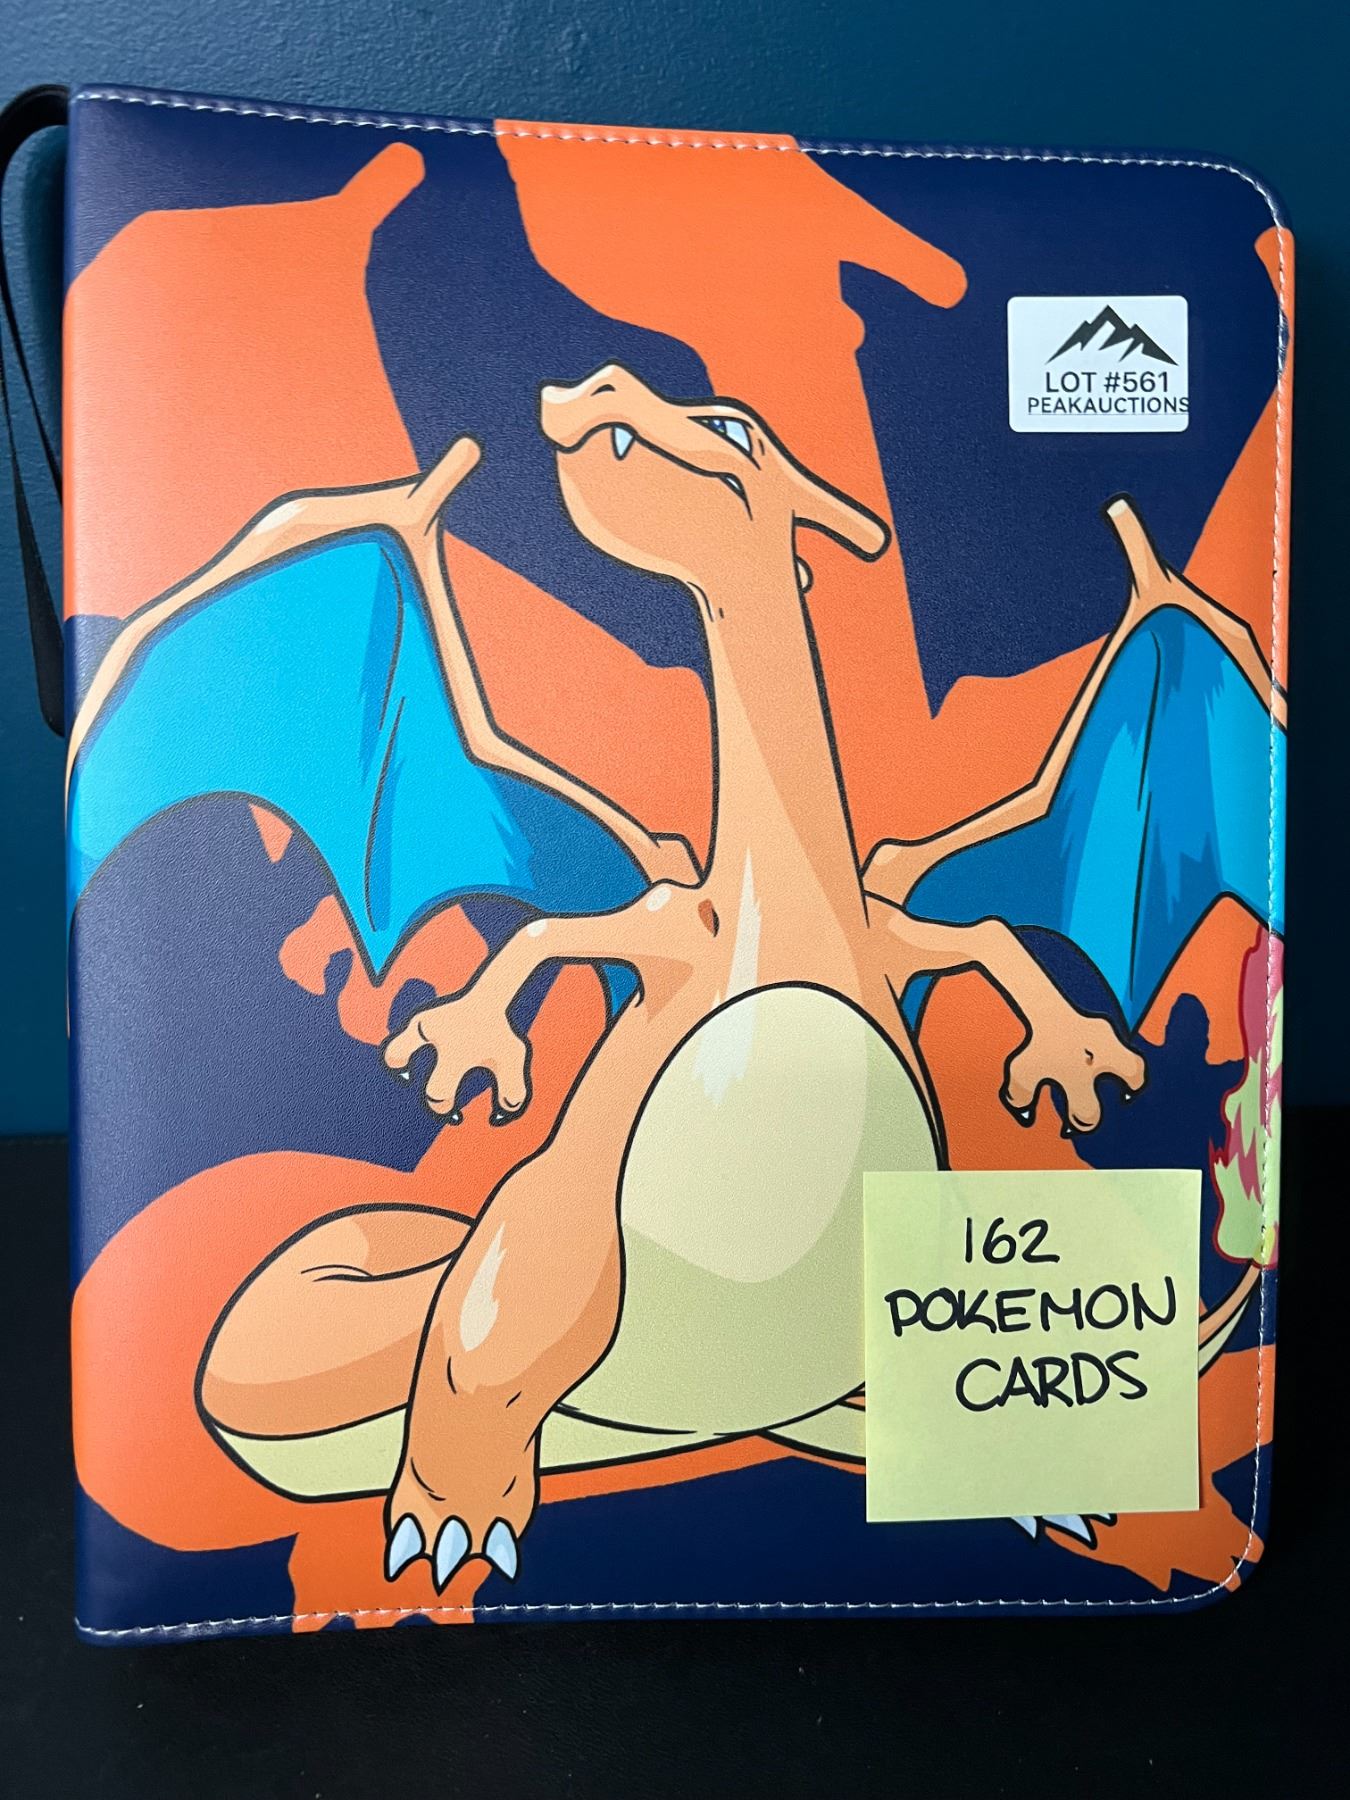 LOT #561
PEAKAUCTIONS
162
POKEMON
CARDS